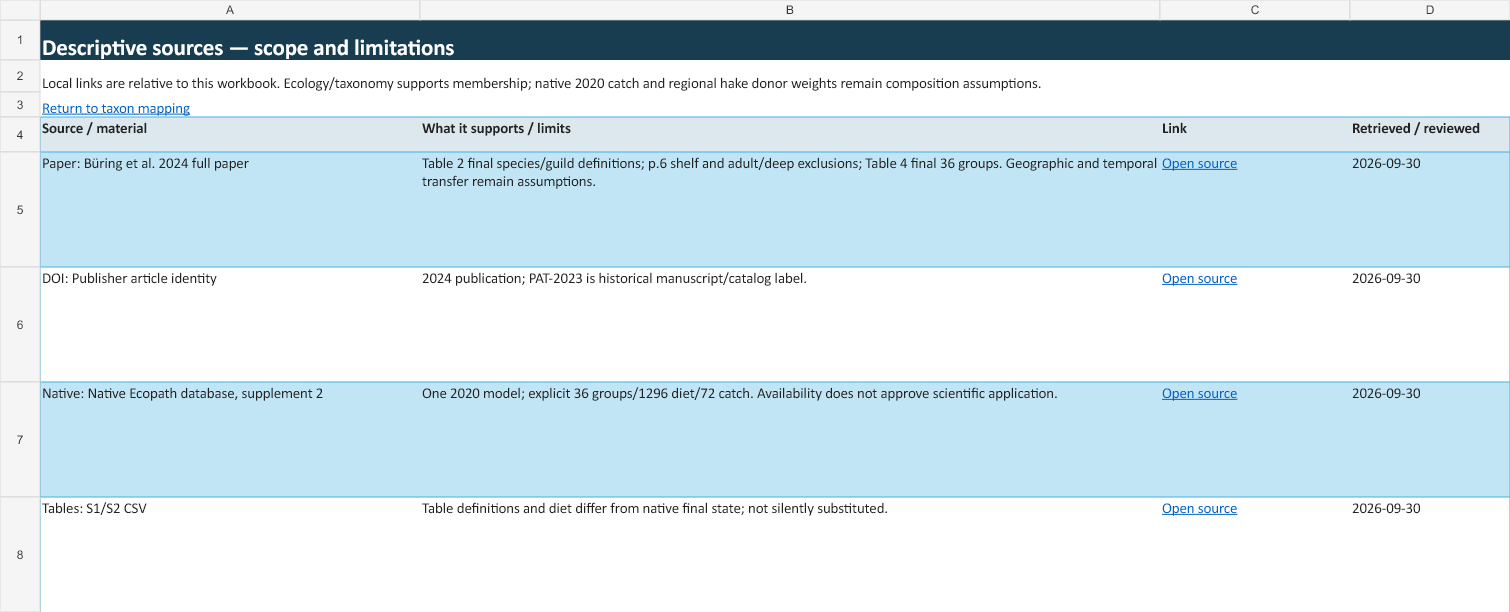 A B C D
1 Descriptive sources — scope and limitations
2 Local links are relative to this workbook. Ecology/taxonomy supports membership; native 2020 catch and regional hake donor weights remain composition assumptions.
3 Return to taxon mapping
4 Source / material What it supports / limits Link Retrieved / reviewed
Paper: Büring et al. 2024 full paper Table 2 final species/guild definitions; p.6 shelf and adult/deep exclusions; Table 4 final 36 groups. Geographic and temporal Open source 2026-09-30
transfer remain assumptions.
5
DOI: Publisher article identity 2024 publication; PAT-2023 is historical manuscript/catalog label. Open source 2026-09-30
6
Native: Native Ecopath database, supplement 2 One 2020 model; explicit 36 groups/1296 diet/72 catch. Availability does not approve scientific application. Open source 2026-09-30
7
Tables: S1/S2 CSV Table definitions and diet differ from native final state; not silently substituted. Open source 2026-09-30
8